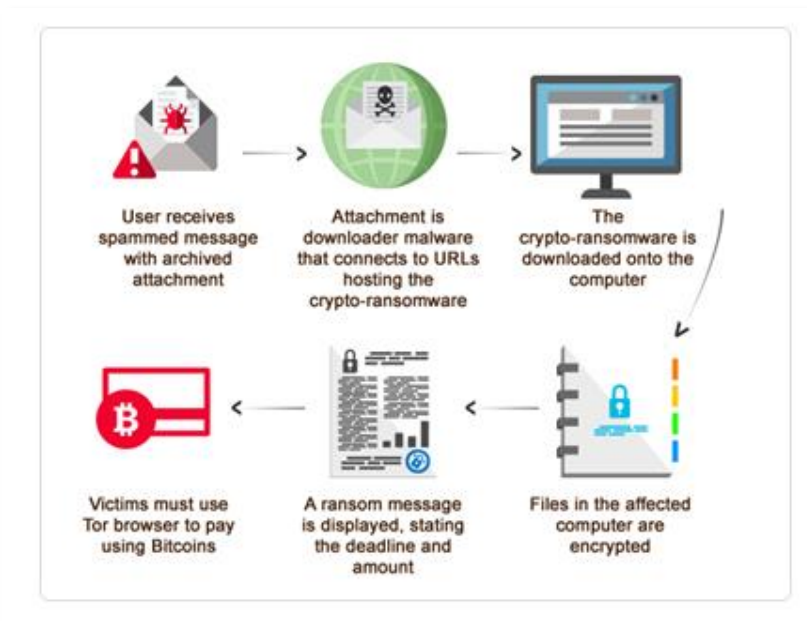 User receives
spammed message
with archived
attachment
Attachment is
downloader malware
that connects to URLs
hosting the
crypto-ransomware
The
crypto-ransomware is
downloaded onto the
computer
Victims must use
Tor browser to pay
using Bitcoins
A ransom message
is displayed, stating
the deadline and
amount
Files in the affected
computer are
encrypted